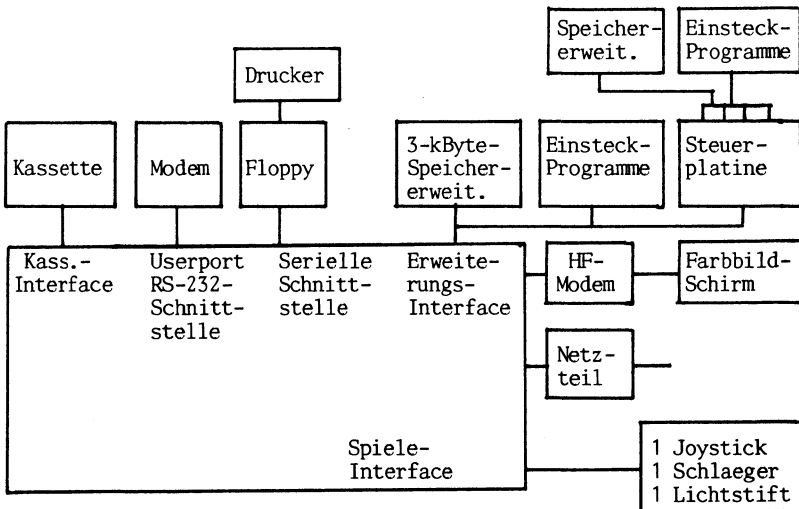 Speicher-
erweit.
Einsteck-
Programme
Drucker
Kassette
Modem
Floppy
3-kByte-
Speicher-
erweit.
Einsteck-
Programme
Steuer-
platine
Kass.-
Interface
Userport
RS-232-
Schnitt-
stelle
Serielle
Schnitt-
stelle
Erweite-
rungs-
Interface
HF-
Modem
Farbbild-
Schirm
Netz-
teil
Spiele-
Interface
1 Joystick
1 Schlaeger
1 Lichtstift